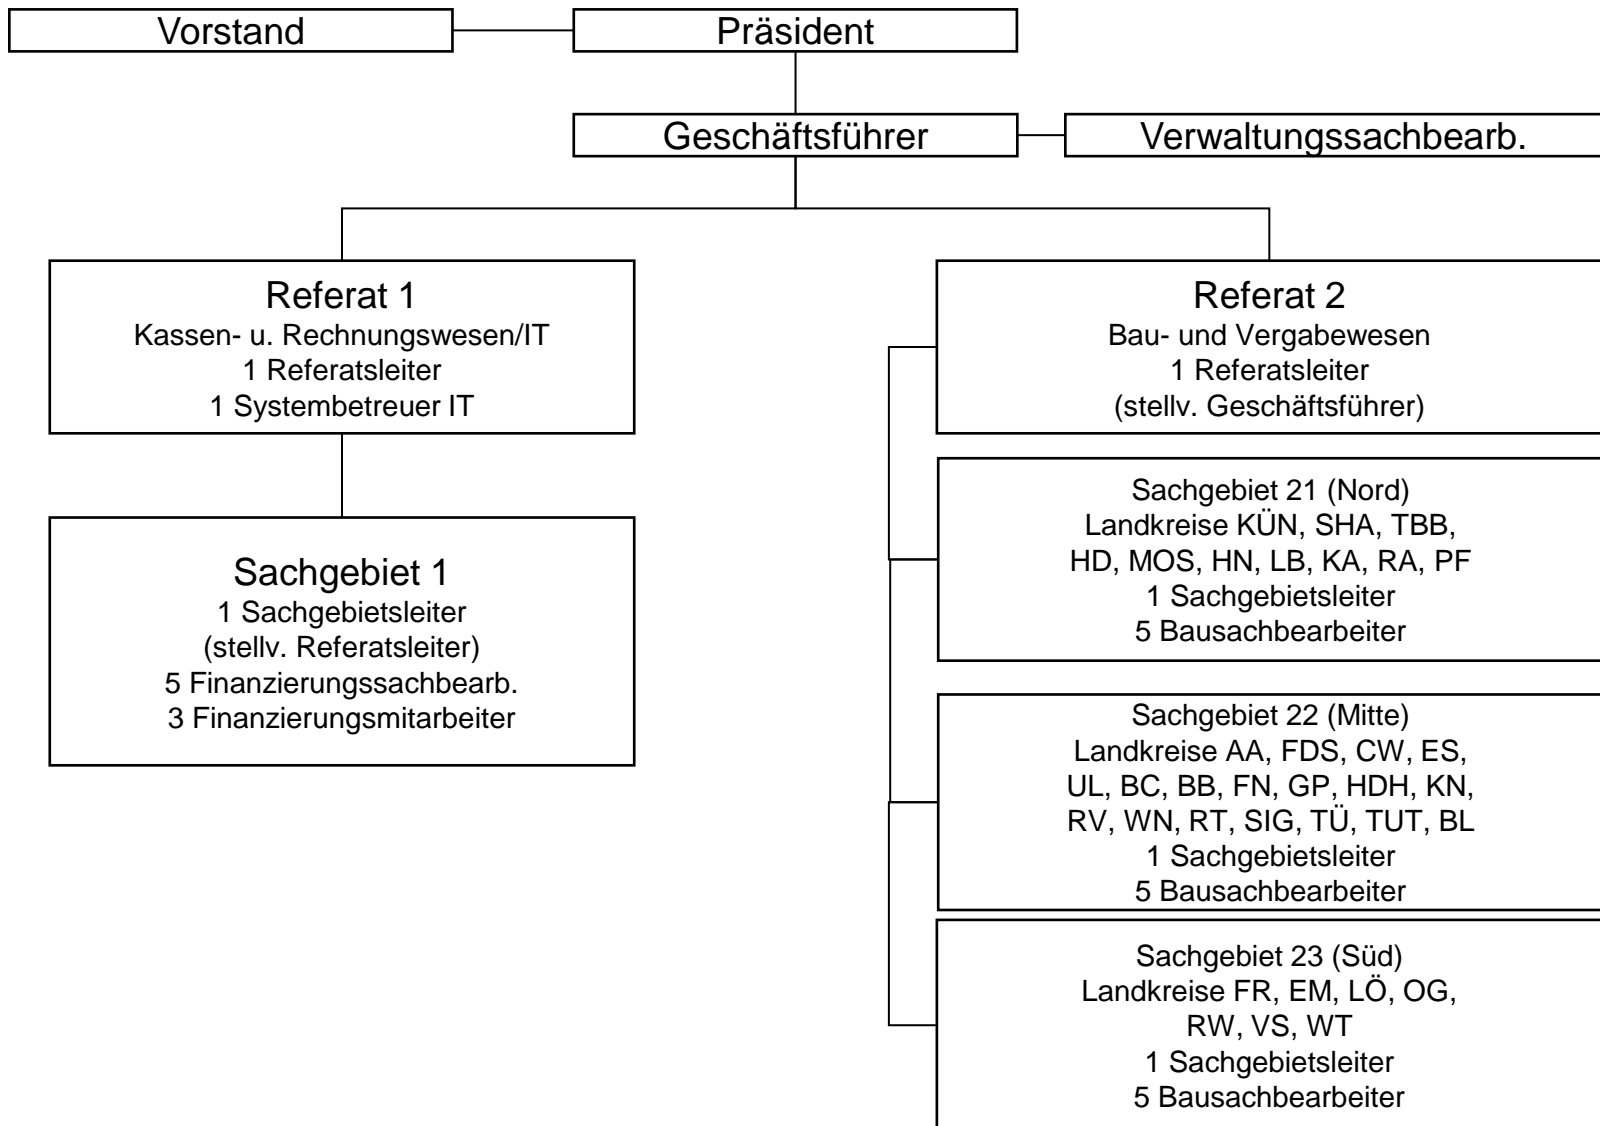 Vorstand
Präsident
Geschäftsführer
Verwaltungssachbearb.
Referat 1
Kassen- u. Rechnungswesen/IT
1 Referatsleiter
1 Systembetreuer IT
Sachgebiet 1
1 Sachgebietsleiter
(stellv. Referatsleiter)
5 Finanzierungssachbearb.
3 Finanzierungsmitarbeiter
Referat 2
Bau- und Vergabewesen
1 Referatsleiter
(stellv. Geschäftsführer)
Sachgebiet 21 (Nord)
Landkreise KÜN, SHA, TBB,
HD, MOS, HN, LB, KA, RA, PF
1 Sachgebietsleiter
5 Bausachbearbeiter
Sachgebiet 22 (Mitte)
Landkreise AA, FDS, CW, ES,
UL, BC, BB, FN, GP, HDH, KN,
RV, WN, RT, SIG, TÜ, TUT, BL
1 Sachgebietsleiter
5 Bausachbearbeiter
Sachgebiet 23 (Süd)
Landkreise FR, EM, LÖ, OG,
RW, VS, WT
1 Sachgebietsleiter
5 Bausachbearbeiter